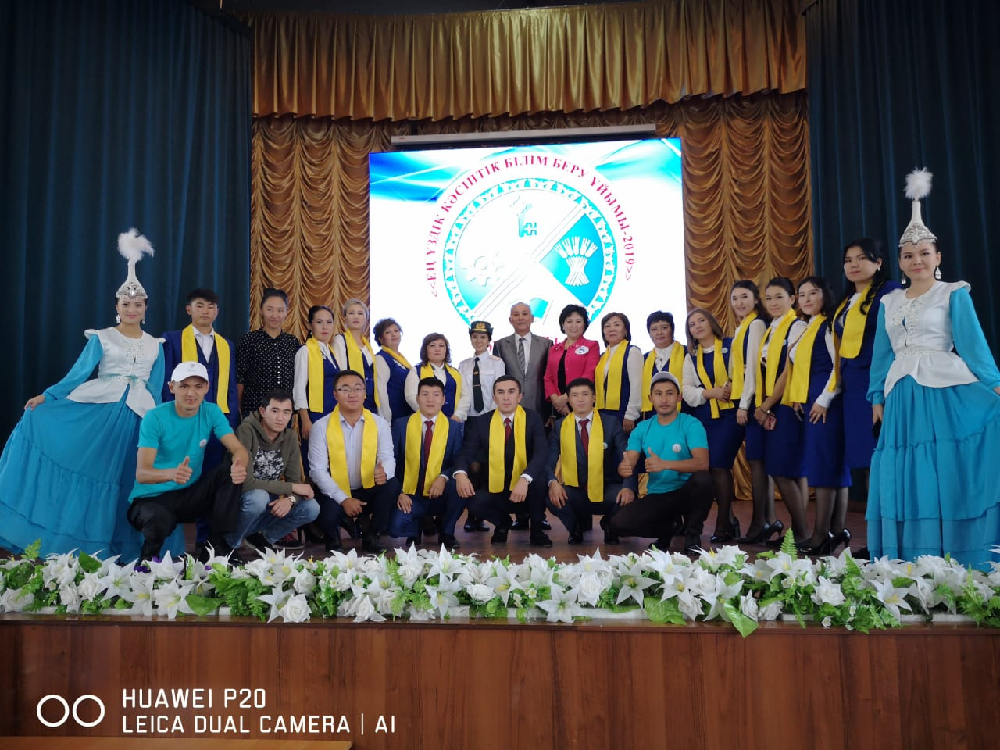 <<ЕҢ ҮЗДІК КӘСІПТІК БІЛІМ БЕРУ ҰЙЫМЫ-2019>>
HUAWEI P20
LEICA DUAL CAMERA | AI